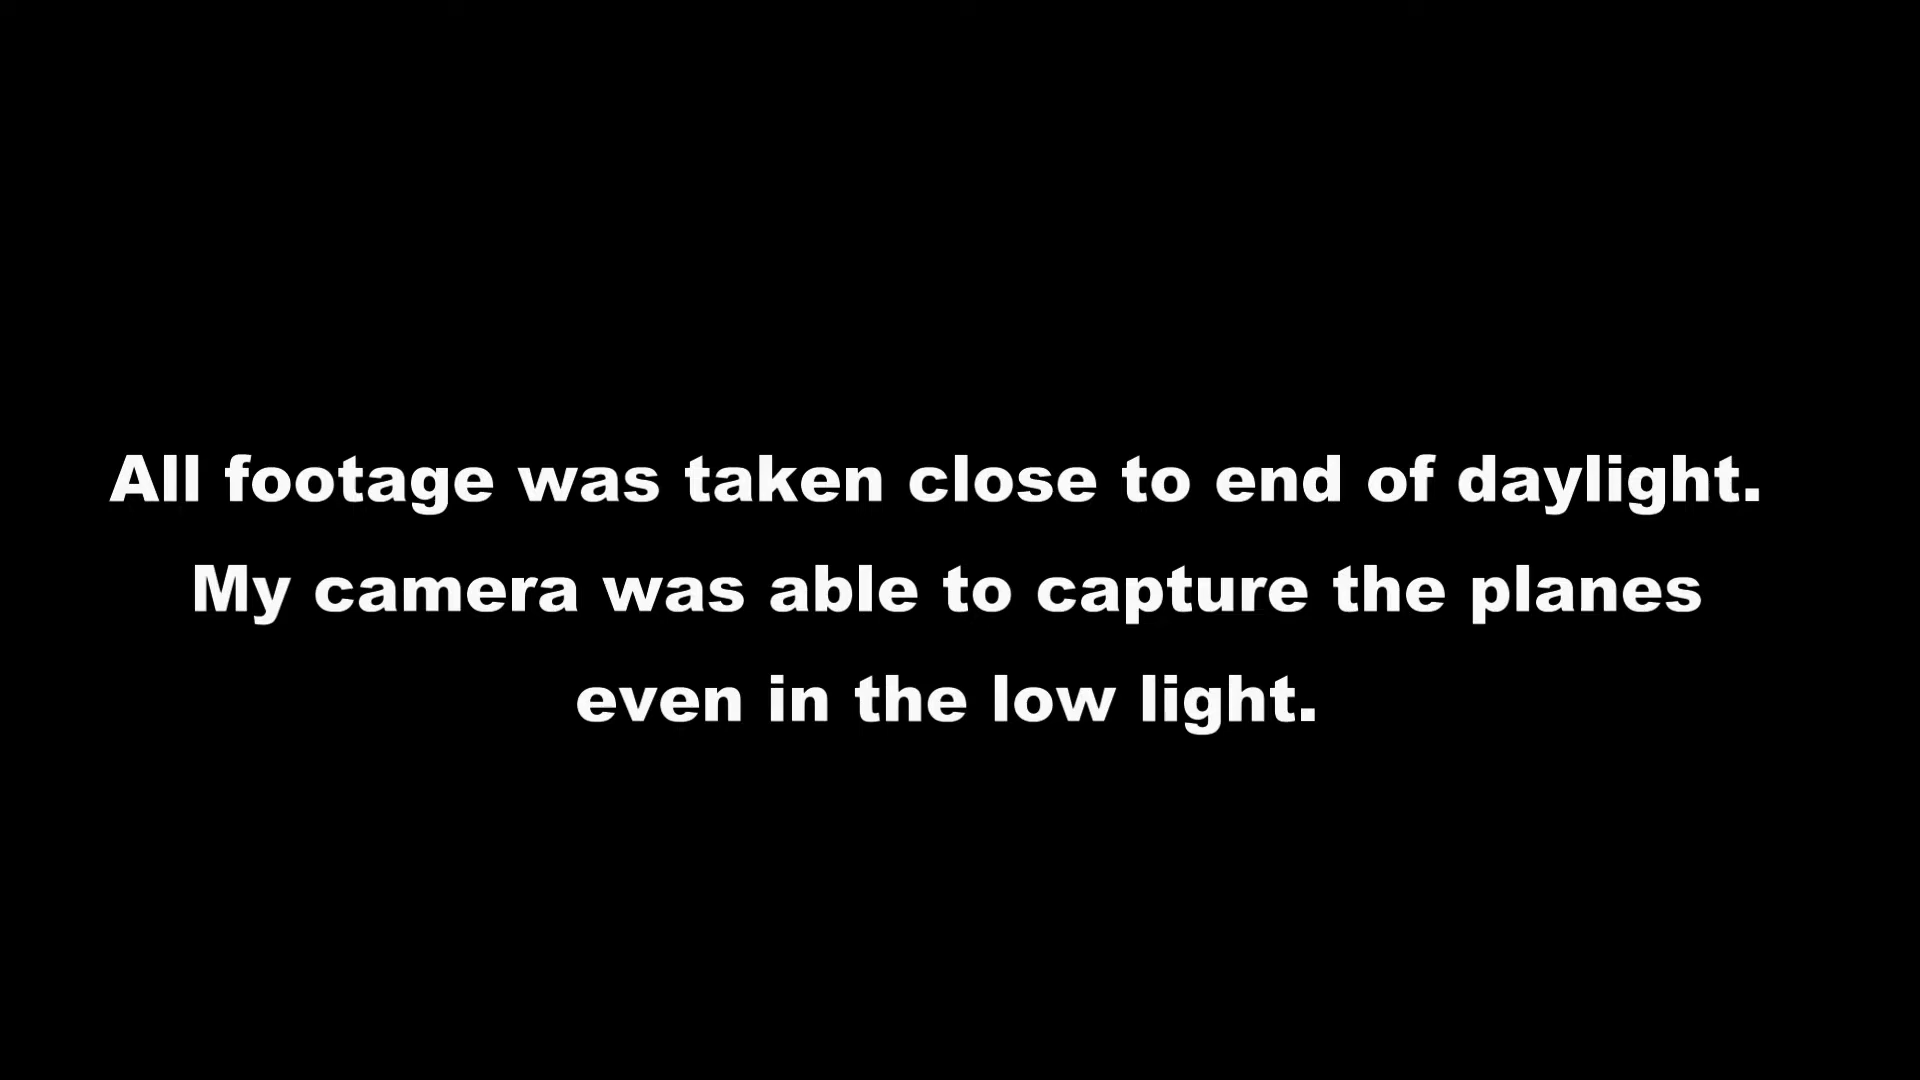 All footage was taken close to end of daylight.
My camera was able to capture the planes
even in the low light.